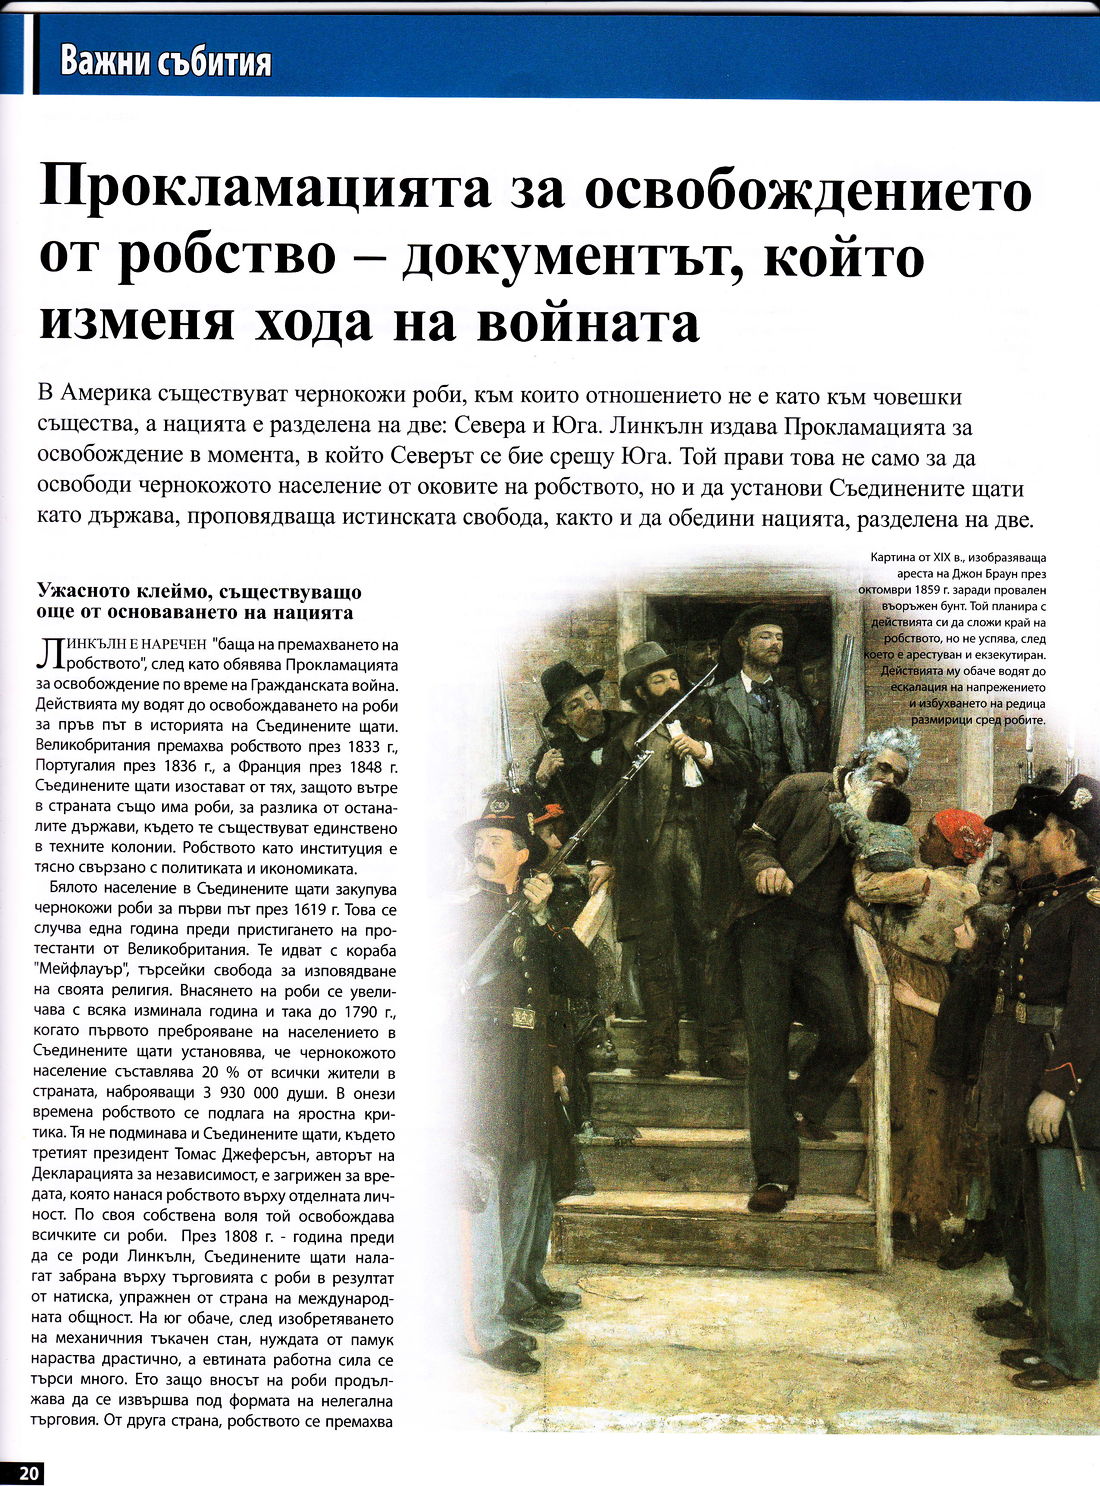 Важни събития
Прокламацията за освобождението
от робство – документът, който
изменя хода на войната
В Америка съществуват чернокожи роби, към които отношението не е като към човешки
същества, а нацията е разделена на две: Севера и Юга. Линкълн издава Прокламацията за
освобождение в момента, в който Северът се бие срещу Юга. Той прави това не само за да
освободи чернокожото население от оковите на робството, но и да установи Съединените щати
като държава, проповядваща истинската свобода, както и да обедини нацията, разделена на две.
Картина от XIX в., изобразяваща
ареста на Джон Браун през
октомври 1859 г. заради провален
въоръжен бунт. Той планира с
действията си да сложи край на
робството, но не успява, след
което е арестуван и екзекутиран.
Действията му обаче водят до
ескалация на напрежението
и избухването на редица
размирици сред робите.
Ужасното клеймо, съществуващо
още от основаването на нацията
ЛИНКЪЛН Е НАРЕЧЕН "баща на премахването на
робството", след като обявява Прокламацията
за освобождение по време на Гражданската война.
Действията му водят до освобождаването на роби
за пръв път в историята на Съединените щати.
Великобритания премахва робството през 1833 г.,
Португалия през 1836 г., а Франция през 1848 г.
Съединените щати изостават от тях, защото вътре
в страната също има роби, за разлика от остана-
лите държави, където те съществуват единствено
в техните колонии. Робството като институция е
тясно свързано с политиката и икономиката.
Бялото население в Съединените щати закупува
чернокожи роби за първи път през 1619 г. Това се
случва една година преди пристигането на про-
тестанти от Великобритания. Те идват с кораба
"Мейфлауър", търсейки свобода за изповядване
на своята религия. Внасянето на роби се увели-
чава с всяка изминала година и така до 1790 г.,
когато първото преброяване на населението в
Съединените щати установява, че чернокожото
население съставлява 20 % от всички жители в
страната, наброяващи 3 930 000 души. В онези
времена робството се подлага на яростна кри-
тика. Тя не подминава и Съединените щати, където
третият президент Томас Джеферсън, авторът на
Декларацията за независимост, е загрижен за вре-
дата, която нанася робството върху отделната лич-
ност. По своя собствена воля той освобождава
всичките си роби. През 1808 г. - година преди
да се роди Линкълн, Съединените щати нала-
гат забрана върху търговията с роби в резултат
от натиска, упражнен от страна на международ-
ната общност. На юг обаче, след изобретяването
на механичния тъкачен стан, нуждата от памук
нараства драстично, а евтината работна сила се
търси много. Ето защо вносът на роби продъл-
жава да се извършва под формата на нелегална
търговия. От друга страна, робството се премахва
20